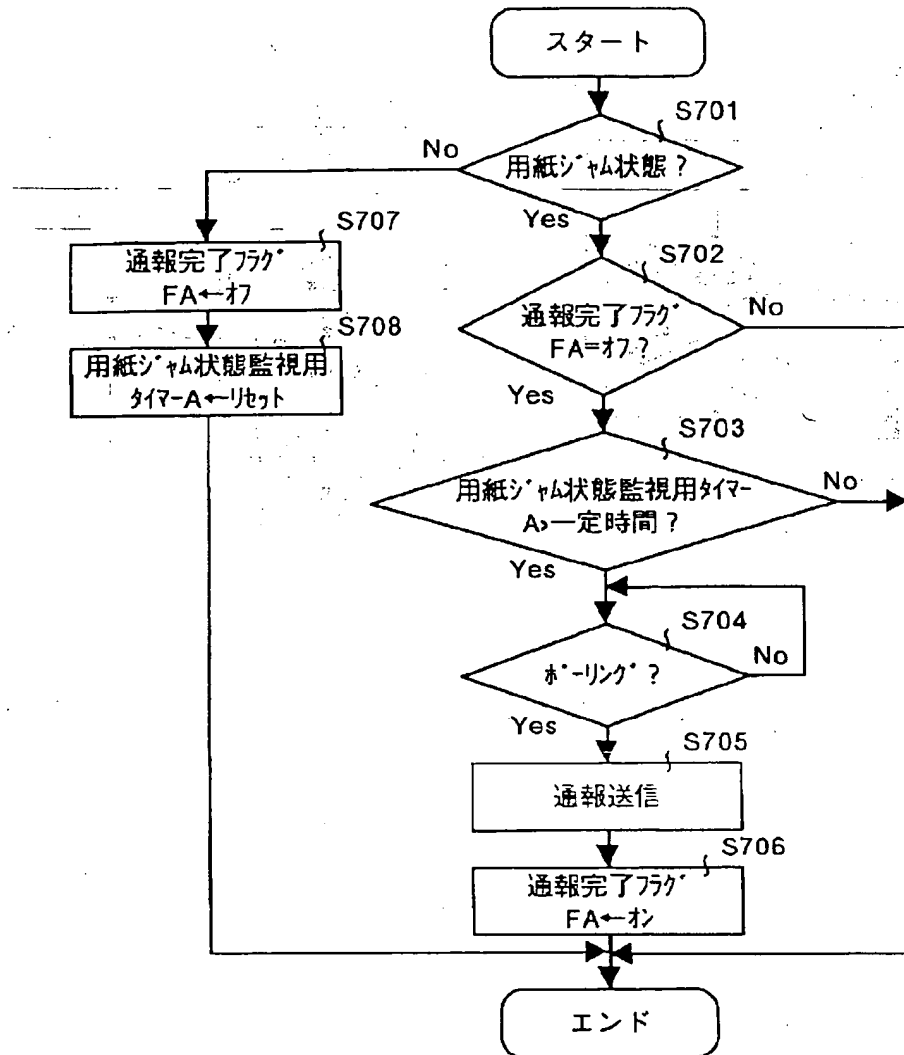 スタート
S701
No
用紙ジャム状態?
Yes
S707
通報完了フラグ
FA←オフ
S702
通報完了フラグ
FA=オフ?
No
Yes
S708
用紙ジャム状態監視用
タイマーA←リセット
S703
用紙ジャム状態監視用タイマー
A>一定時間?
No
Yes
S704
ポーリング?
No
Yes
S705
通報送信
S706
通報完了フラグ
FA←オン
エンド